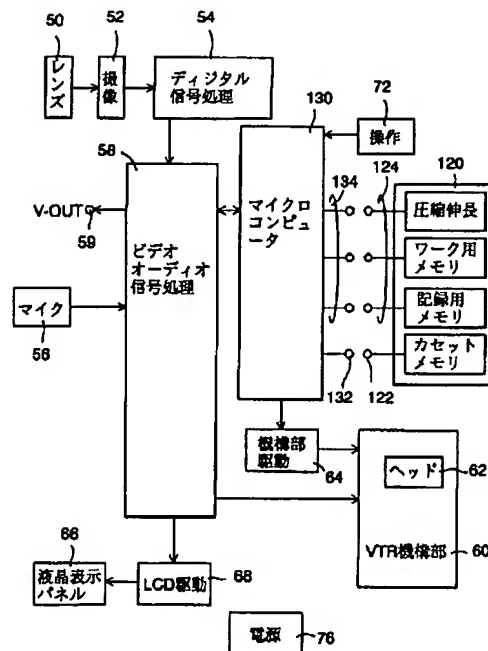 50
52
54
レンズ
撮像
ディジタル
信号処理
130
72
操作
58
134
124
120
V-OUT
59
マイクロ
コンピュータ
圧縮伸長
ワーク用
メモリ
ビデオ
オーディオ
信号処理
マイク
56
記録用
メモリ
カセット
メモリ
132
122
機構部
駆動
64
ヘッド
62
VTR機構部
60
66
液晶表示
パネル
LCD駆動
68
電源
76